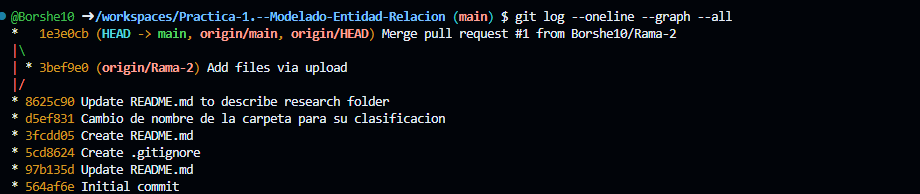 @Borshe10 ➜/workspaces/Practica-1.--Modelado-Entidad-Relacion (main) $ git log --oneline --graph --all
*   1e3e0cb (HEAD -> main, origin/main, origin/HEAD) Merge pull request #1 from Borshe10/Rama-2
|\
| * 3bef9e0 (origin/Rama-2) Add files via upload
|/
* 8625c90 Update README.md to describe research folder
* d5ef831 Cambio de nombre de la carpeta para su clasificacion
* 3fcdd05 Create README.md
* 5cd8624 Create .gitignore
* 97b135d Update README.md
* 564af6e Initial commit